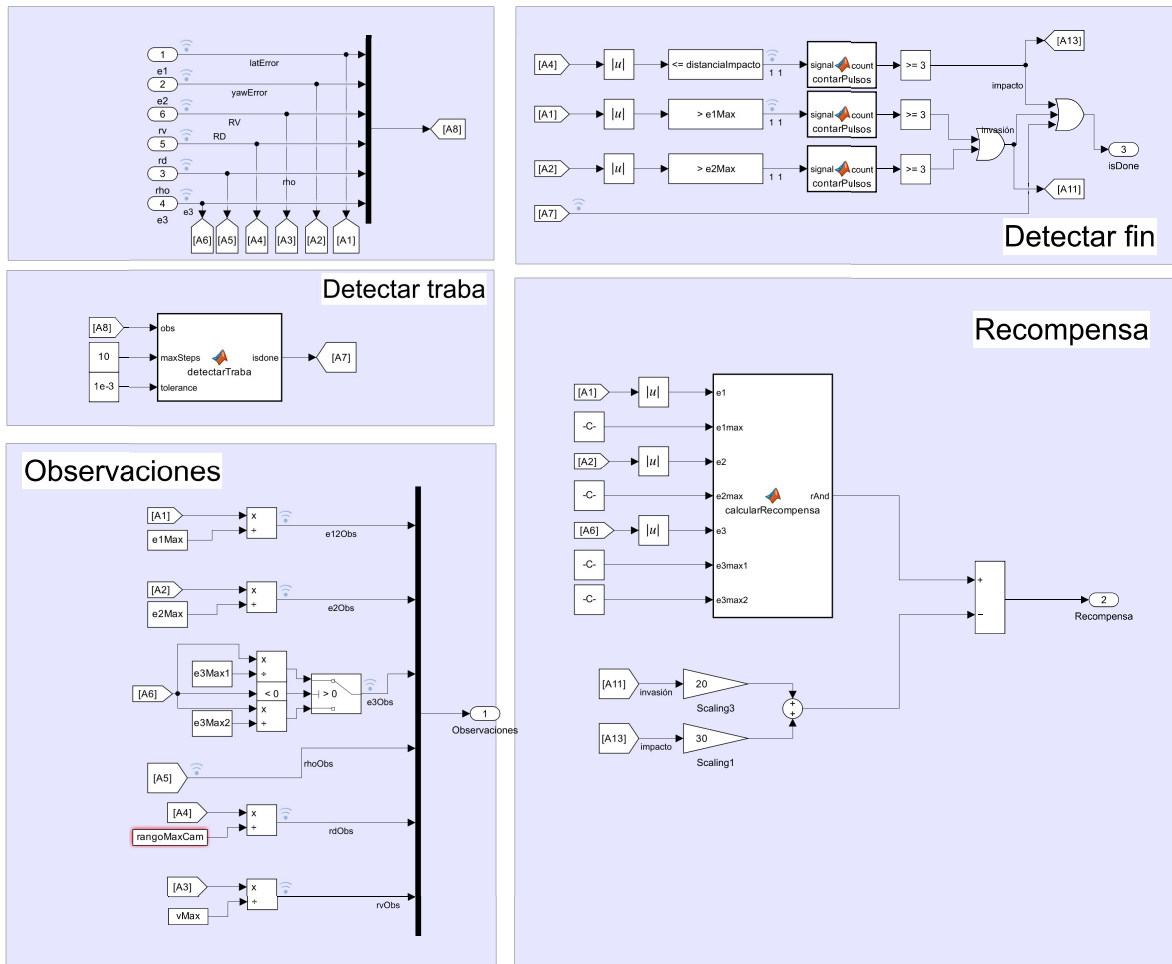 1
e1
latError
2
e2
yawError
6
rv
RV
5
rd
RD
3
rho
rho
4
e3
e3
[A8]
[A6]
[A5]
[A4]
[A3]
[A2]
[A1]
[A4]
|u|
<= distanciaImpacto
1 1
signal
count
contarPulsos
>= 3
[A13]
impacto
[A1]
|u|
> e1Max
1 1
signal
count
contarPulsos
>= 3
invasión
[A2]
|u|
> e2Max
1 1
signal
count
contarPulsos
>= 3
3
isDone
[A11]
[A7]
Detectar fin
Detectar traba
[A8]
10
1e-3
obs
maxSteps
tolerance
isdone
detectarTraba
[A7]
Observaciones
[A1]
e1Max
x
÷
e12Obs
[A2]
e2Max
x
÷
e2Obs
[A6]
e3Max1
e3Max2
x
÷
< 0
x
÷
> 0
e3Obs
[A5]
rhoObs
[A4]
rangoMaxCam
x
÷
rdObs
[A3]
vMax
x
÷
rvObs
1
Observaciones
Recompensa
[A1]
|u|
e1
-C-
e1max
[A2]
|u|
e2
-C-
e2max
[A6]
|u|
e3
-C-
e3max1
-C-
e3max2
rAnd
calcularRecompensa
+
−
2
Recompensa
[A11]
invasión
20
Scaling3
[A13]
impacto
30
Scaling1
+
+